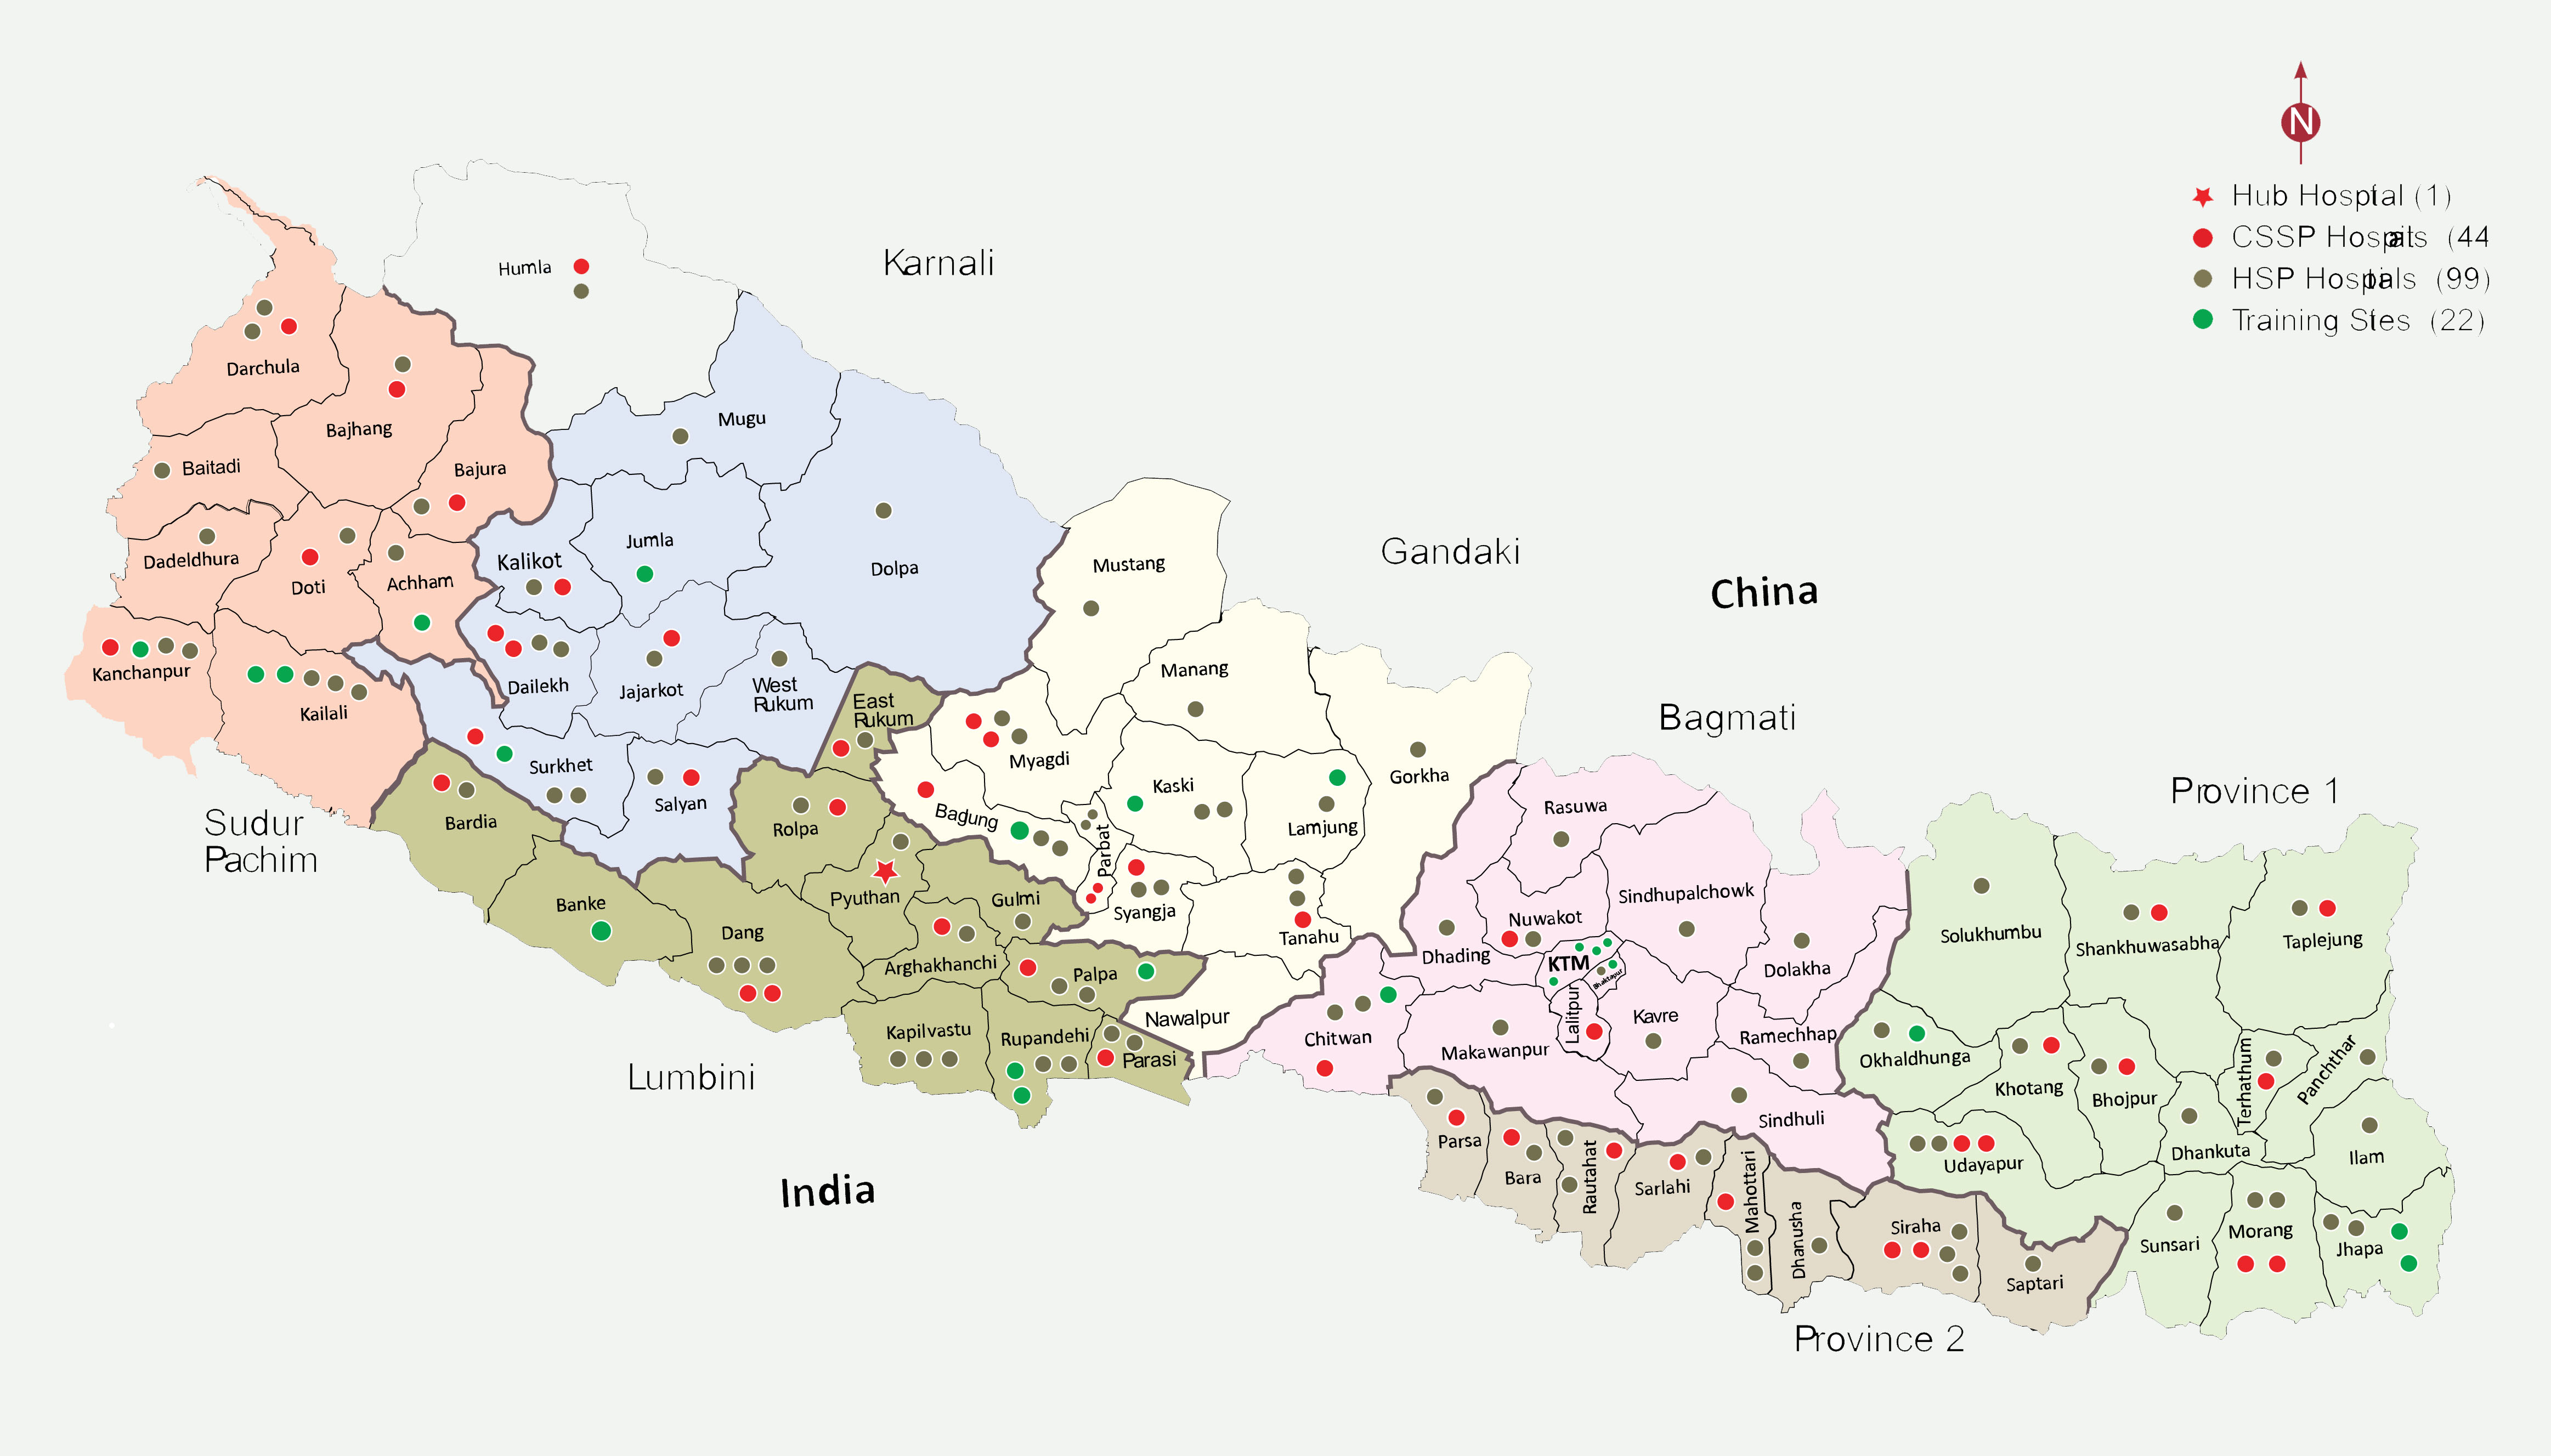 N
Hub Hospital (1)
CSSP Hospitals (44
HSP Hospitals (99)
Training Sites (22)
Karnali
Humla
Darchula
Mugu
Bajhang
Baitadi
Bajura
Jumla
Dadeldhura
Kalikot
Doti
Achham
Dolpa
Mustang
Gandaki
China
Kanchanpur
Kailali
Dailekh
Jajarkot
West
Rukum
East
Rukum
Manang
Bagmati
Myagdi
Surkhet
Salyan
Kaski
Gorkha
Province 1
Sudur
Pachim
Bardia
Rolpa
Badung
Parbat
Lamjung
Rasuwa
Banke
Dang
Pyuthan
Gulmi
Syangja
Tanahu
Sindhupalchowk
Nuwakot
Dhading
KTM
Bhaktapur
Dolakha
Solukhumbu
Shankhuwasabha
Taplejung
Arghakhanchi
Palpa
Nawalpur
Lalitpur
Kavre
Chitwan
Makawanpur
Ramechhap
Kapilvastu
Rupandehi
Parasi
Lumbini
Okhaldhunga
Khotang
Bhojpur
Terhathum
Panchthar
Sindhuli
Parsa
Bara
Rautahat
Sarlahi
Mahottari
Dhanusha
Udayapur
Dhankuta
Ilam
India
Siraha
Saptari
Sunsari
Morang
Jhapa
Province 2